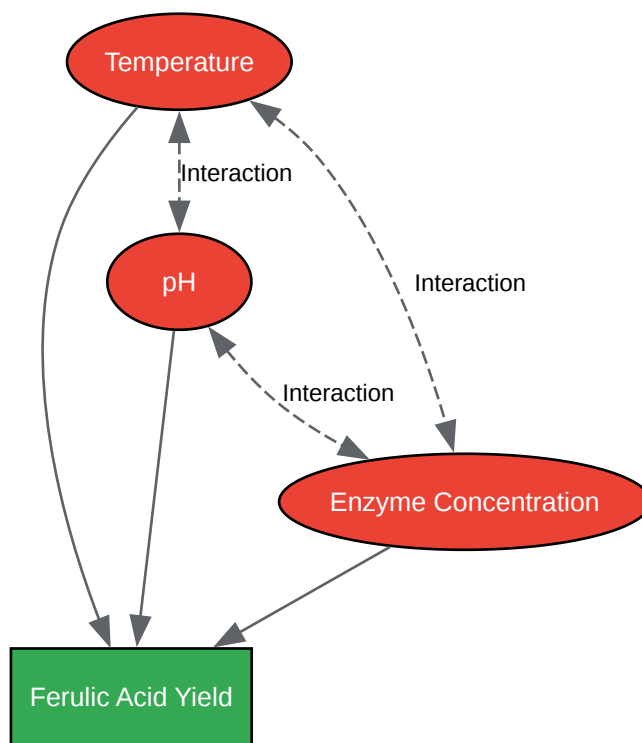 Temperature
Interaction
pH
Interaction
Interaction
Enzyme Concentration
Ferulic Acid Yield